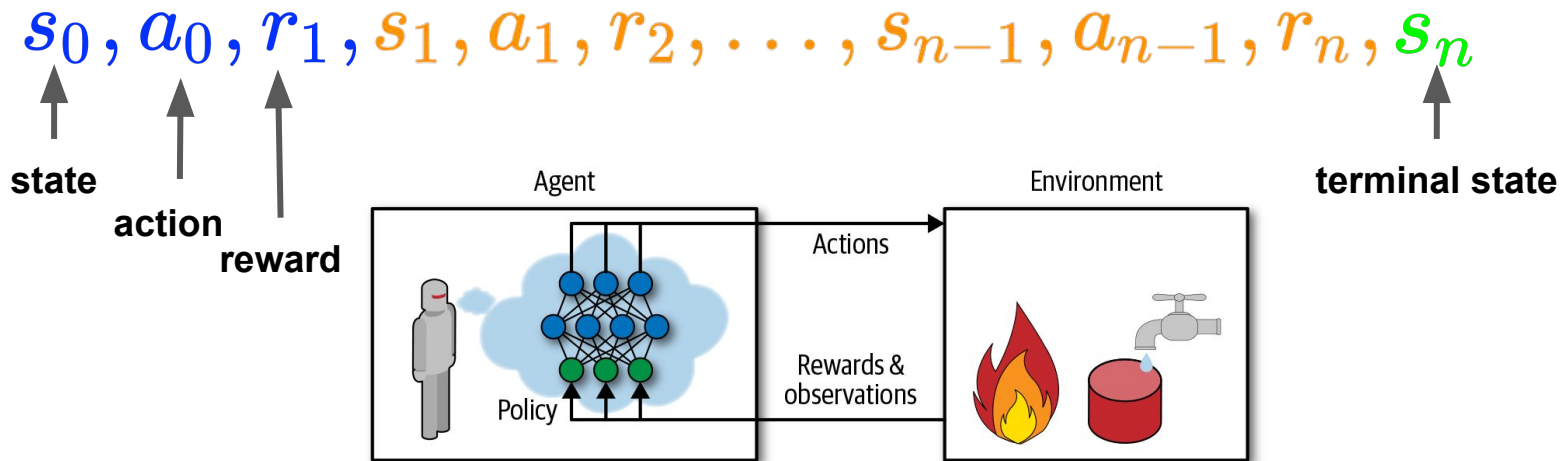 s₀, a₀, r₁, s₁, a₁, r₂, . . . , sₙ₋₁, aₙ₋₁, rₙ, sₙ
state
action
reward
terminal state
Agent
Environment
Actions
Rewards &
observations
Policy